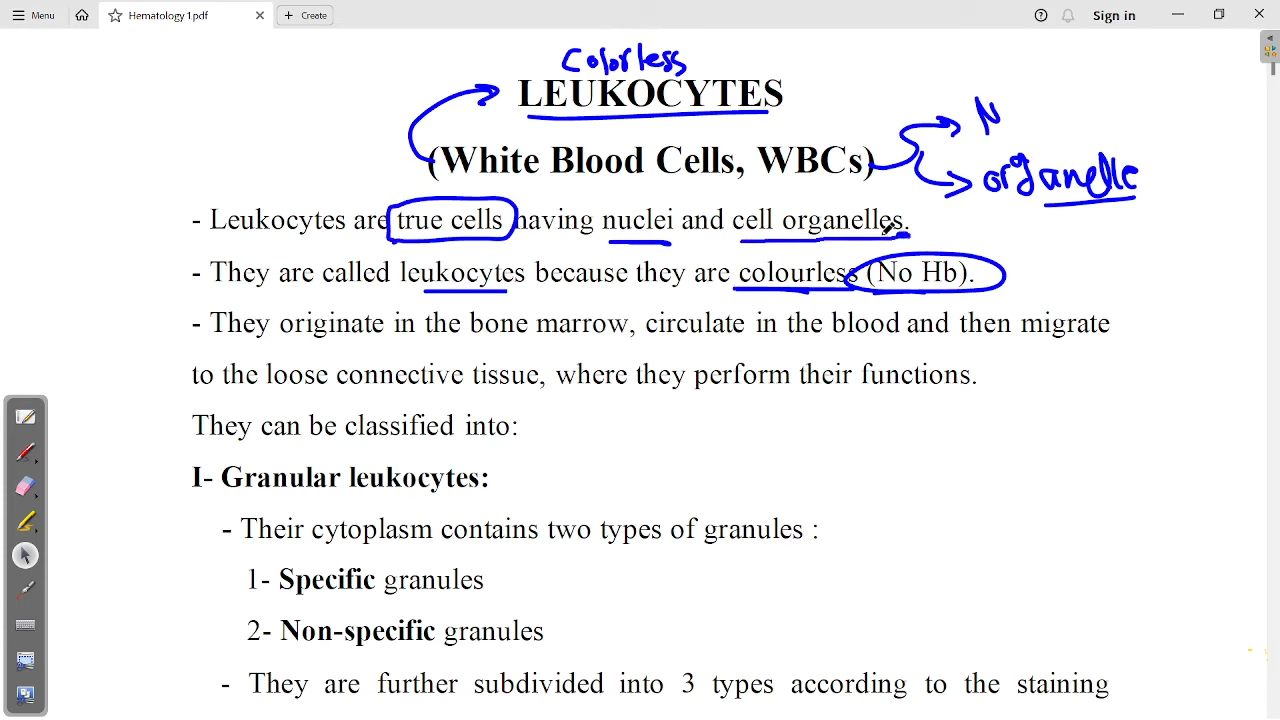 Menu
Hematology 1.pdf
+ Create
Sign in
Colorless
LEUKOCYTES
N
(White Blood Cells, WBCs)
organelle
- Leukocytes are true cells having nuclei and cell organelles.
- They are called leukocytes because they are colourless (No Hb).
- They originate in the bone marrow, circulate in the blood and then migrate
to the loose connective tissue, where they perform their functions.
They can be classified into:
I- Granular leukocytes:
- Their cytoplasm contains two types of granules :
1- Specific granules
2- Non-specific granules
- They are further subdivided into 3 types according to the staining